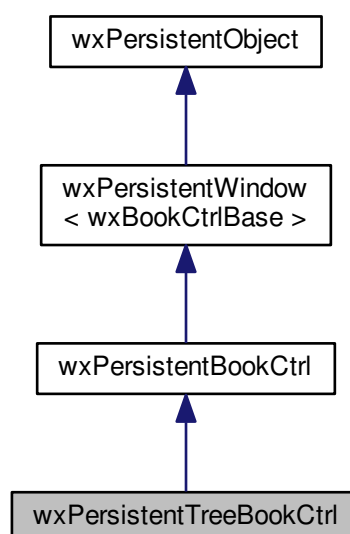 wxPersistentObject
wxPersistentWindow
< wxBookCtrlBase >
wxPersistentBookCtrl
wxPersistentTreeBookCtrl